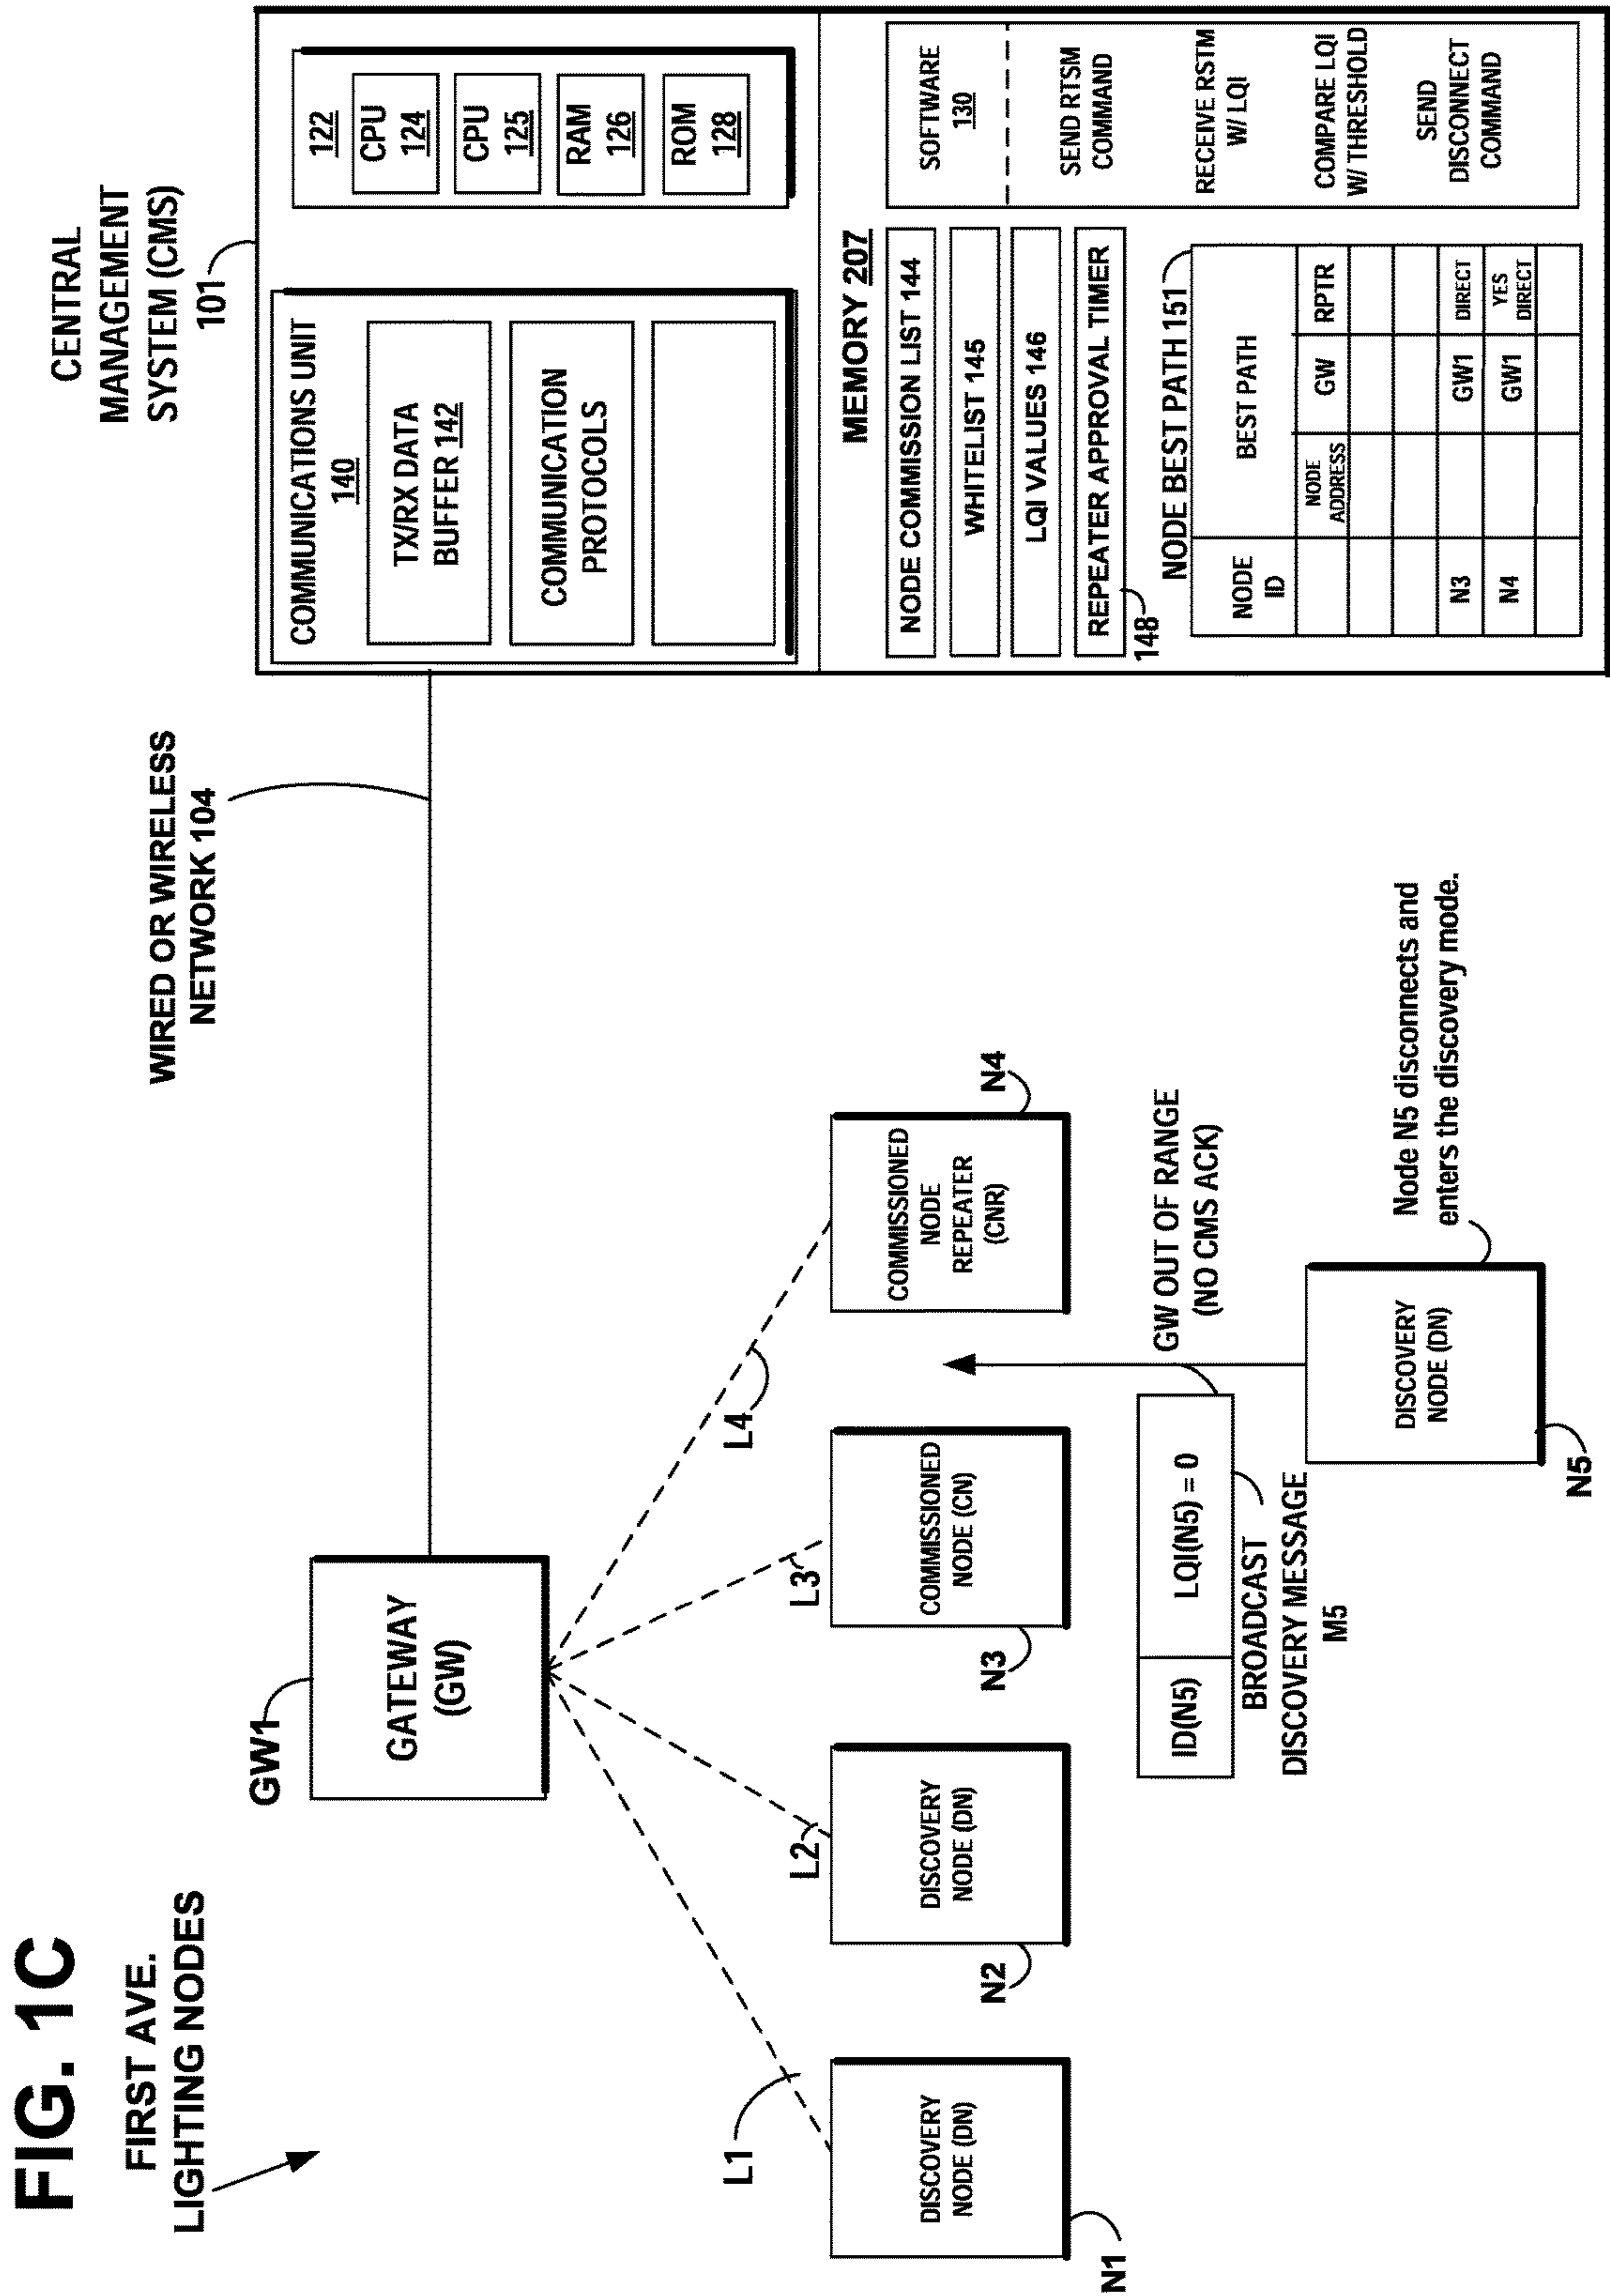 FIG. 1C
FIRST AVE.
LIGHTING NODES
GW1
GATEWAY
(GW)
WIRED OR WIRELESS
NETWORK 104
L1
L2
L3
L4
DISCOVERY
NODE (DN)
N1
DISCOVERY
NODE (DN)
N2
COMMISSIONED
NODE (CN)
N3
COMMISSIONED
NODE
REPEATER
(CNR)
N4
GW OUT OF RANGE
(NO CMS ACK)
ID(N5)
LQI(N5) = 0
BROADCAST
DISCOVERY MESSAGE
M5
DISCOVERY
NODE (DN)
N5
Node N5 disconnects and
enters the discovery mode.
CENTRAL
MANAGEMENT
SYSTEM (CMS)
101
COMMUNICATIONS UNIT
140
TX/RX DATA
BUFFER 142
COMMUNICATION
PROTOCOLS
122
CPU
124
CPU
125
RAM
126
ROM
128
MEMORY 207
NODE COMMISSION LIST 144
WHITELIST 145
LQI VALUES 146
REPEATER APPROVAL TIMER
148
NODE BEST PATH 151
NODE
ID
BEST PATH
NODE
ADDRESS
GW
RPTR
N3
GW1
DIRECT
N4
GW1
YES
DIRECT
SOFTWARE
130
SEND RTSM
COMMAND
RECEIVE RSTM
W/ LQI
COMPARE LQI
W/ THRESHOLD
SEND
DISCONNECT
COMMAND